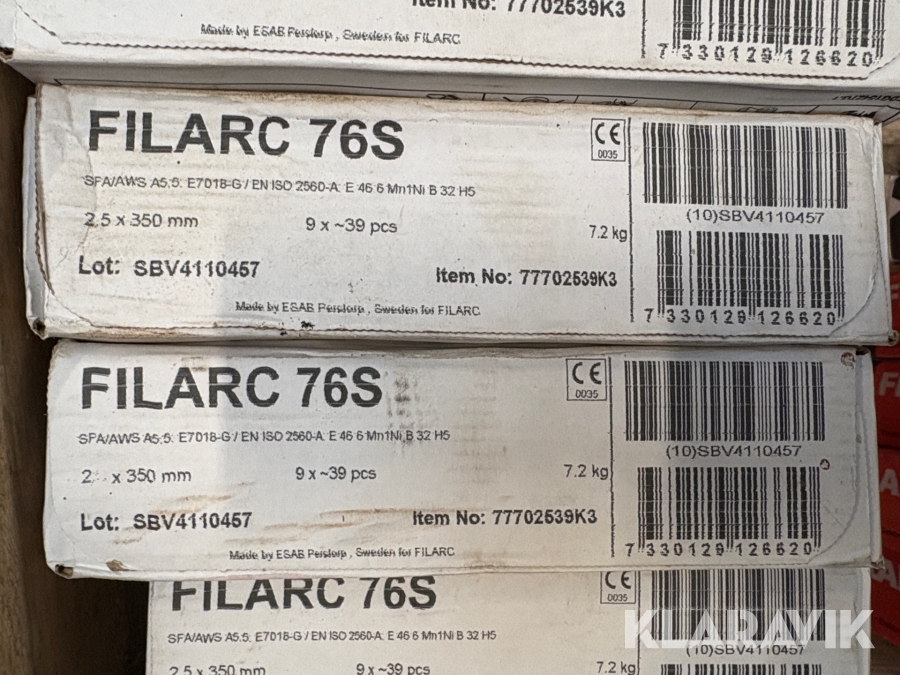 Item No: 77702539K3
Made by ESAB Perstorp, Sweden for FILARC
7 330129 126620
FILARC 76S
CE
0035
SFA/AWS A5.5: E7018-G / EN ISO 2560-A: E 46 6 Mn1Ni B 32 H5
(10)SBV4110457
2.5 x 350 mm
9 x ~39 pcs
7.2 kg
Lot: SBV4110457
Item No: 77702539K3
Made by ESAB Perstorp, Sweden for FILARC
7 330129 126620
FILARC 76S
CE
0035
SFA/AWS A5.5: E7018-G / EN ISO 2560-A: E 46 6 Mn1Ni B 32 H5
(10)SBV4110457
2. x 350 mm
9 x ~39 pcs
7.2 kg
Lot: SBV4110457
Item No: 77702539K3
Made by ESAB Perstorp, Sweden for FILARC
7 330129 126620
FILARC 76S
CE
0035
SFA/AWS A5.5: E7018-G / EN ISO 2560-A: E 46 6 Mn1Ni B 32 H5
(10)SBV4110457
2.5 x 350 mm
9 x ~39 pcs
7.2 kg
KLARAVIK